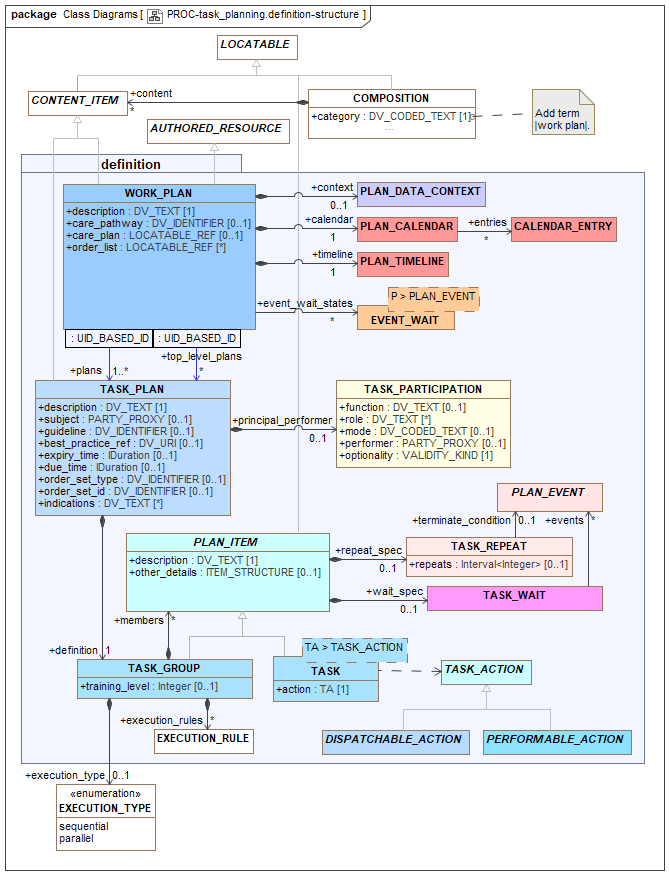 package Class Diagrams [ PROC-task_planning.definition-structure ]
LOCATABLE
CONTENT_ITEM
+content
*
COMPOSITION
+category : DV_CODED_TEXT [1]
...
Add term
|work plan|.
AUTHORED_RESOURCE
definition
WORK_PLAN
+description : DV_TEXT [1]
+care_pathway : DV_IDENTIFIER [0..1]
+care_plan : LOCATABLE_REF [0..1]
+order_list : LOCATABLE_REF [*]
+context
0..1
PLAN_DATA_CONTEXT
+calendar
1
PLAN_CALENDAR
+entries
*
CALENDAR_ENTRY
+timeline
1
PLAN_TIMELINE
+event_wait_states
*
P > PLAN_EVENT
EVENT_WAIT
: UID_BASED_ID
: UID_BASED_ID
+plans
1..*
+top_level_plans
*
TASK_PLAN
+description : DV_TEXT [1]
+subject : PARTY_PROXY [0..1]
+guideline : DV_IDENTIFIER [0..1]
+best_practice_ref : DV_URI [0..1]
+expiry_time : IDuration [0..1]
+due_time : IDuration [0..1]
+order_set_type : DV_IDENTIFIER [0..1]
+order_set_id : DV_IDENTIFIER [0..1]
+indications : DV_TEXT [*]
+principal_performer
0..1
TASK_PARTICIPATION
+function : DV_TEXT [0..1]
+role : DV_TEXT [*]
+mode : DV_CODED_TEXT [0..1]
+performer : PARTY_PROXY [0..1]
+optionality : VALIDITY_KIND [1]
PLAN_EVENT
+terminate_condition
0..1
+events
*
PLAN_ITEM
+description : DV_TEXT [1]
+other_details : ITEM_STRUCTURE [0..1]
+repeat_spec
0..1
TASK_REPEAT
+repeats : Interval<Integer> [0..1]
+wait_spec
0..1
TASK_WAIT
+members
*
+definition
1
TASK_GROUP
+training_level : Integer [0..1]
TA > TASK_ACTION
TASK
+action : TA [1]
TASK_ACTION
+execution_rules
*
EXECUTION_RULE
DISPATCHABLE_ACTION
PERFORMABLE_ACTION
+execution_type
0..1
«enumeration»
EXECUTION_TYPE
sequential
parallel